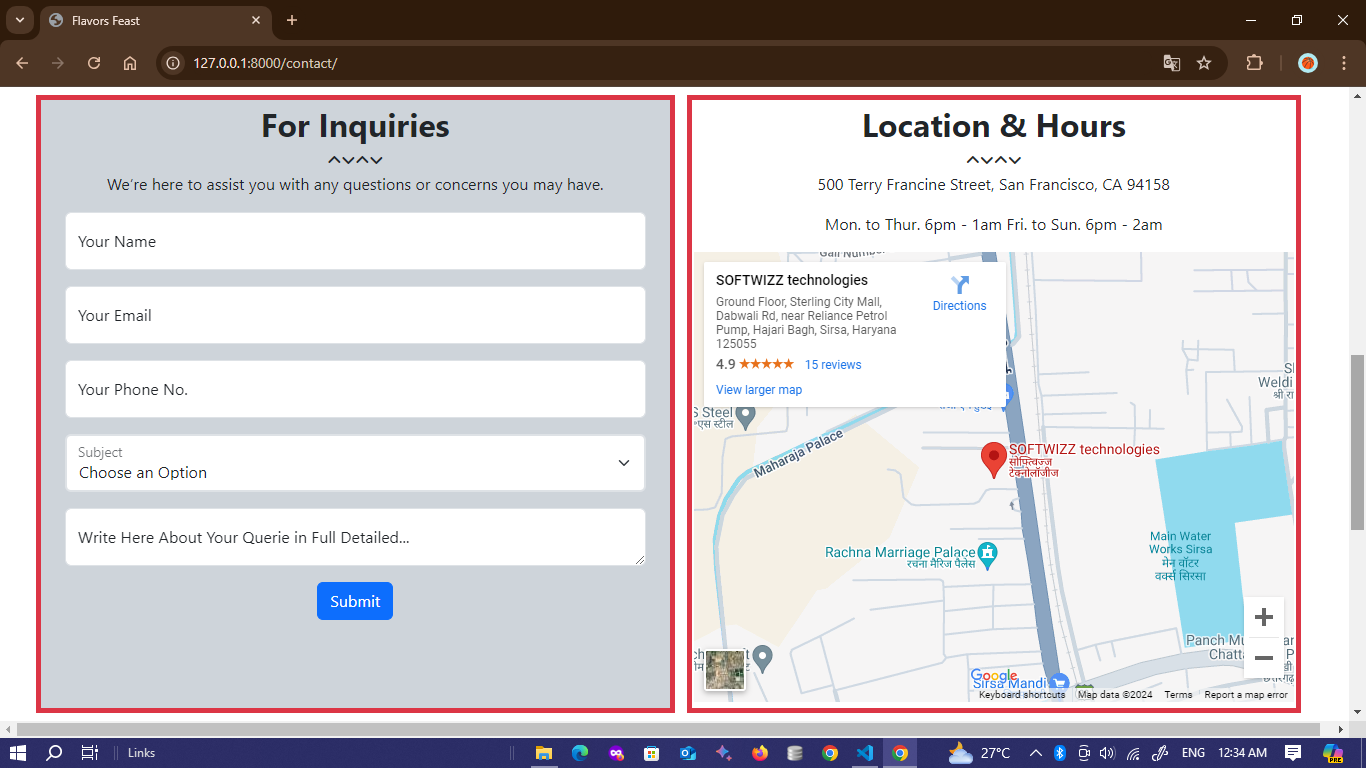 Flavors Feast
127.0.0.1:8000/contact/
For Inquiries
We're here to assist you with any questions or concerns you may have.
Your Name
Your Email
Your Phone No.
Subject
Choose an Option
Write Here About Your Querie in Full Detailed...
Submit
Location & Hours
500 Terry Francine Street, San Francisco, CA 94158
Mon. to Thur. 6pm - 1am Fri. to Sun. 6pm - 2am
SOFTWIZZ technologies
Ground Floor, Sterling City Mall,
Dabwali Rd, near Reliance Petrol
Pump, Hajari Bagh, Sirsa, Haryana
125055
4.9
15 reviews
View larger map
Directions
Steel
एस स्टील
Maharaja Palace
SOFTWIZZ technologies
सोफ़्त्विज्ज
टेक्नोलॉजीज
Rachna Marriage Palace
रचना मैरिज पैलेस
Main Water
Works Sirsa
मेन वॉटर
वर्क्स सिरसा
Sirsa Mandi
Google
Keyboard shortcuts
Map data ©2024
Terms
Report a map error
Links
27°C
ENG
12:34 AM
PRE